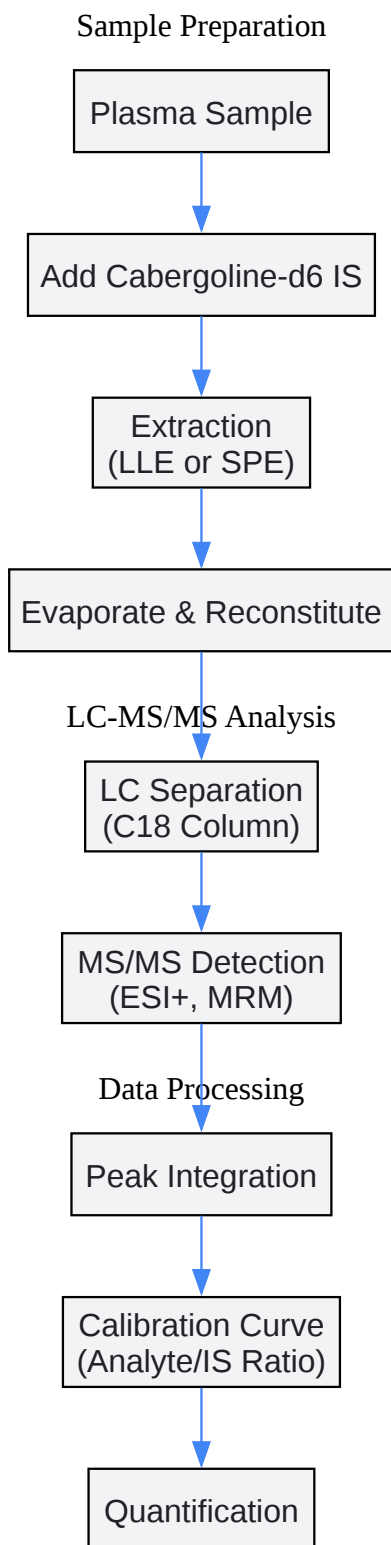 Sample Preparation
Plasma Sample
Add Cabergoline-d6 IS
Extraction
(LLE or SPE)
Evaporate & Reconstitute
LC-MS/MS Analysis
LC Separation
(C18 Column)
MS/MS Detection
(ESI+, MRM)
Data Processing
Peak Integration
Calibration Curve
(Analyte/IS Ratio)
Quantification